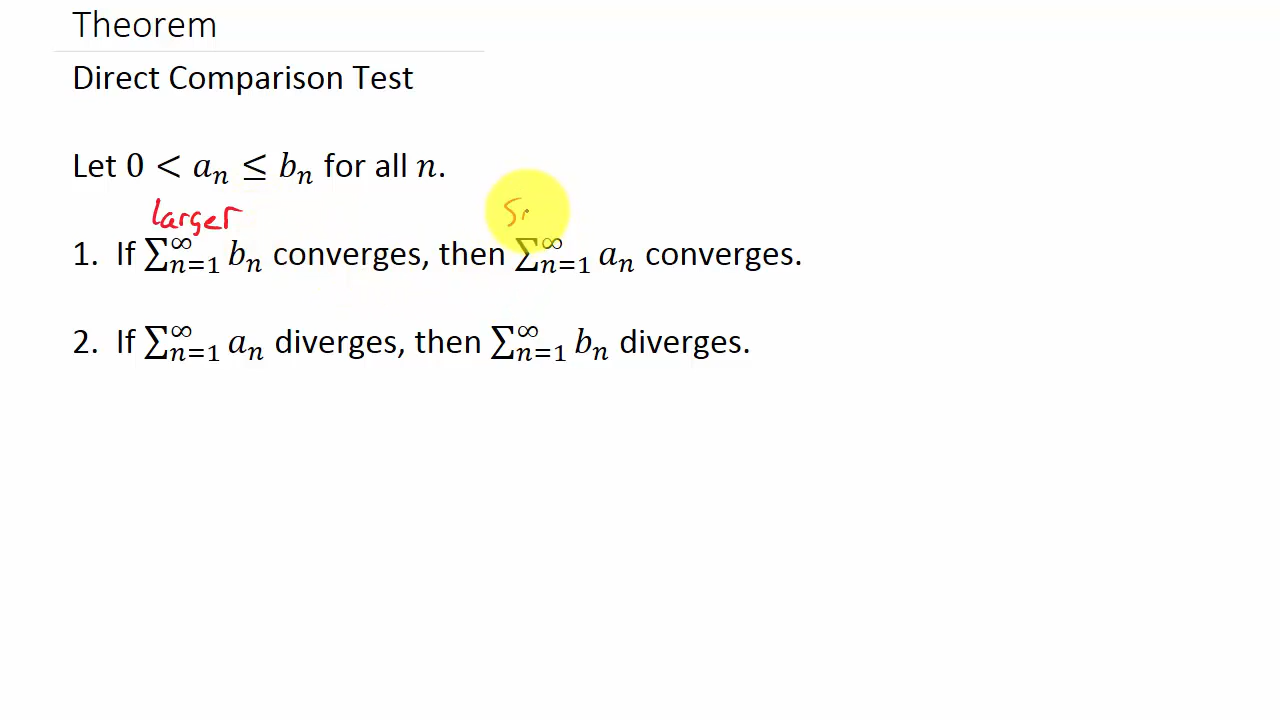 Theorem
Direct Comparison Test
Let 0 < aₙ ≤ bₙ for all n.
larger
1. If ∑ₙ₌₁^∞ bₙ converges, then ∑ₙ₌₁^∞ aₙ converges.
2. If ∑ₙ₌₁^∞ aₙ diverges, then ∑ₙ₌₁^∞ bₙ diverges.